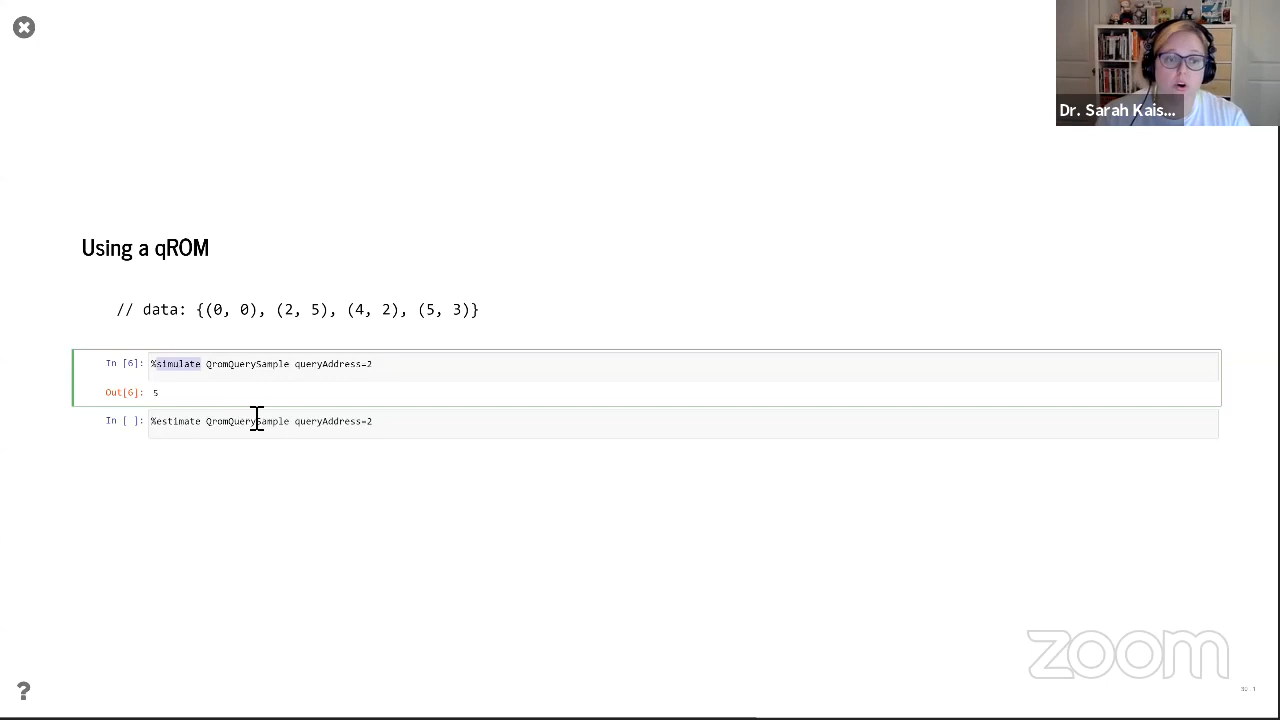 Dr. Sarah Kais...
Using a qROM
// data: {(0, 0), (2, 5), (4, 2), (5, 3)}
In [6]: %simulate QromQuerySample queryAddress=2
Out[6]: 5
In [ ]: %estimate QromQuerySample queryAddress=2
zoom
?